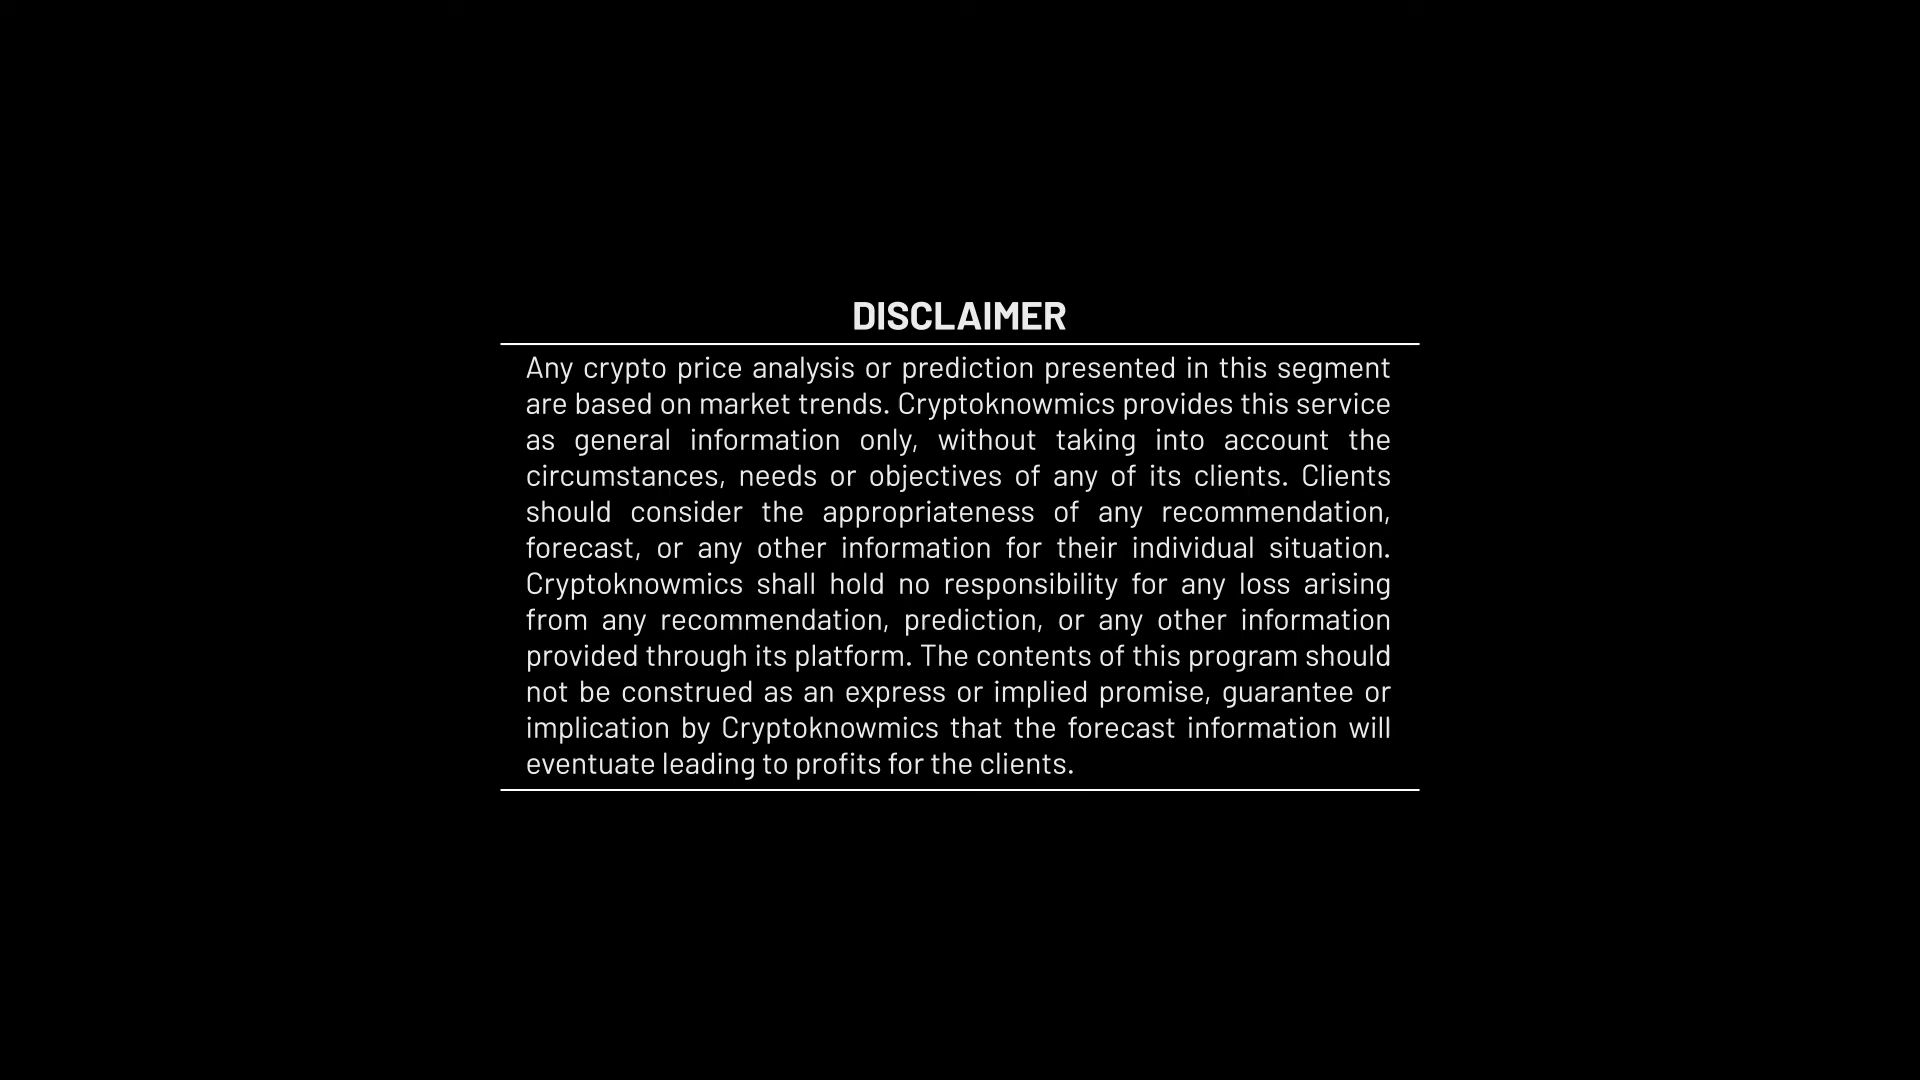 DISCLAIMER
Any crypto price analysis or prediction presented in this segment
are based on market trends. Cryptoknowmics provides this service
as general information only, without taking into account the
circumstances, needs or objectives of any of its clients. Clients
should consider the appropriateness of any recommendation,
forecast, or any other information for their individual situation.
Cryptoknowmics shall hold no responsibility for any loss arising
from any recommendation, prediction, or any other information
provided through its platform. The contents of this program should
not be construed as an express or implied promise, guarantee or
implication by Cryptoknowmics that the forecast information will
eventuate leading to profits for the clients.